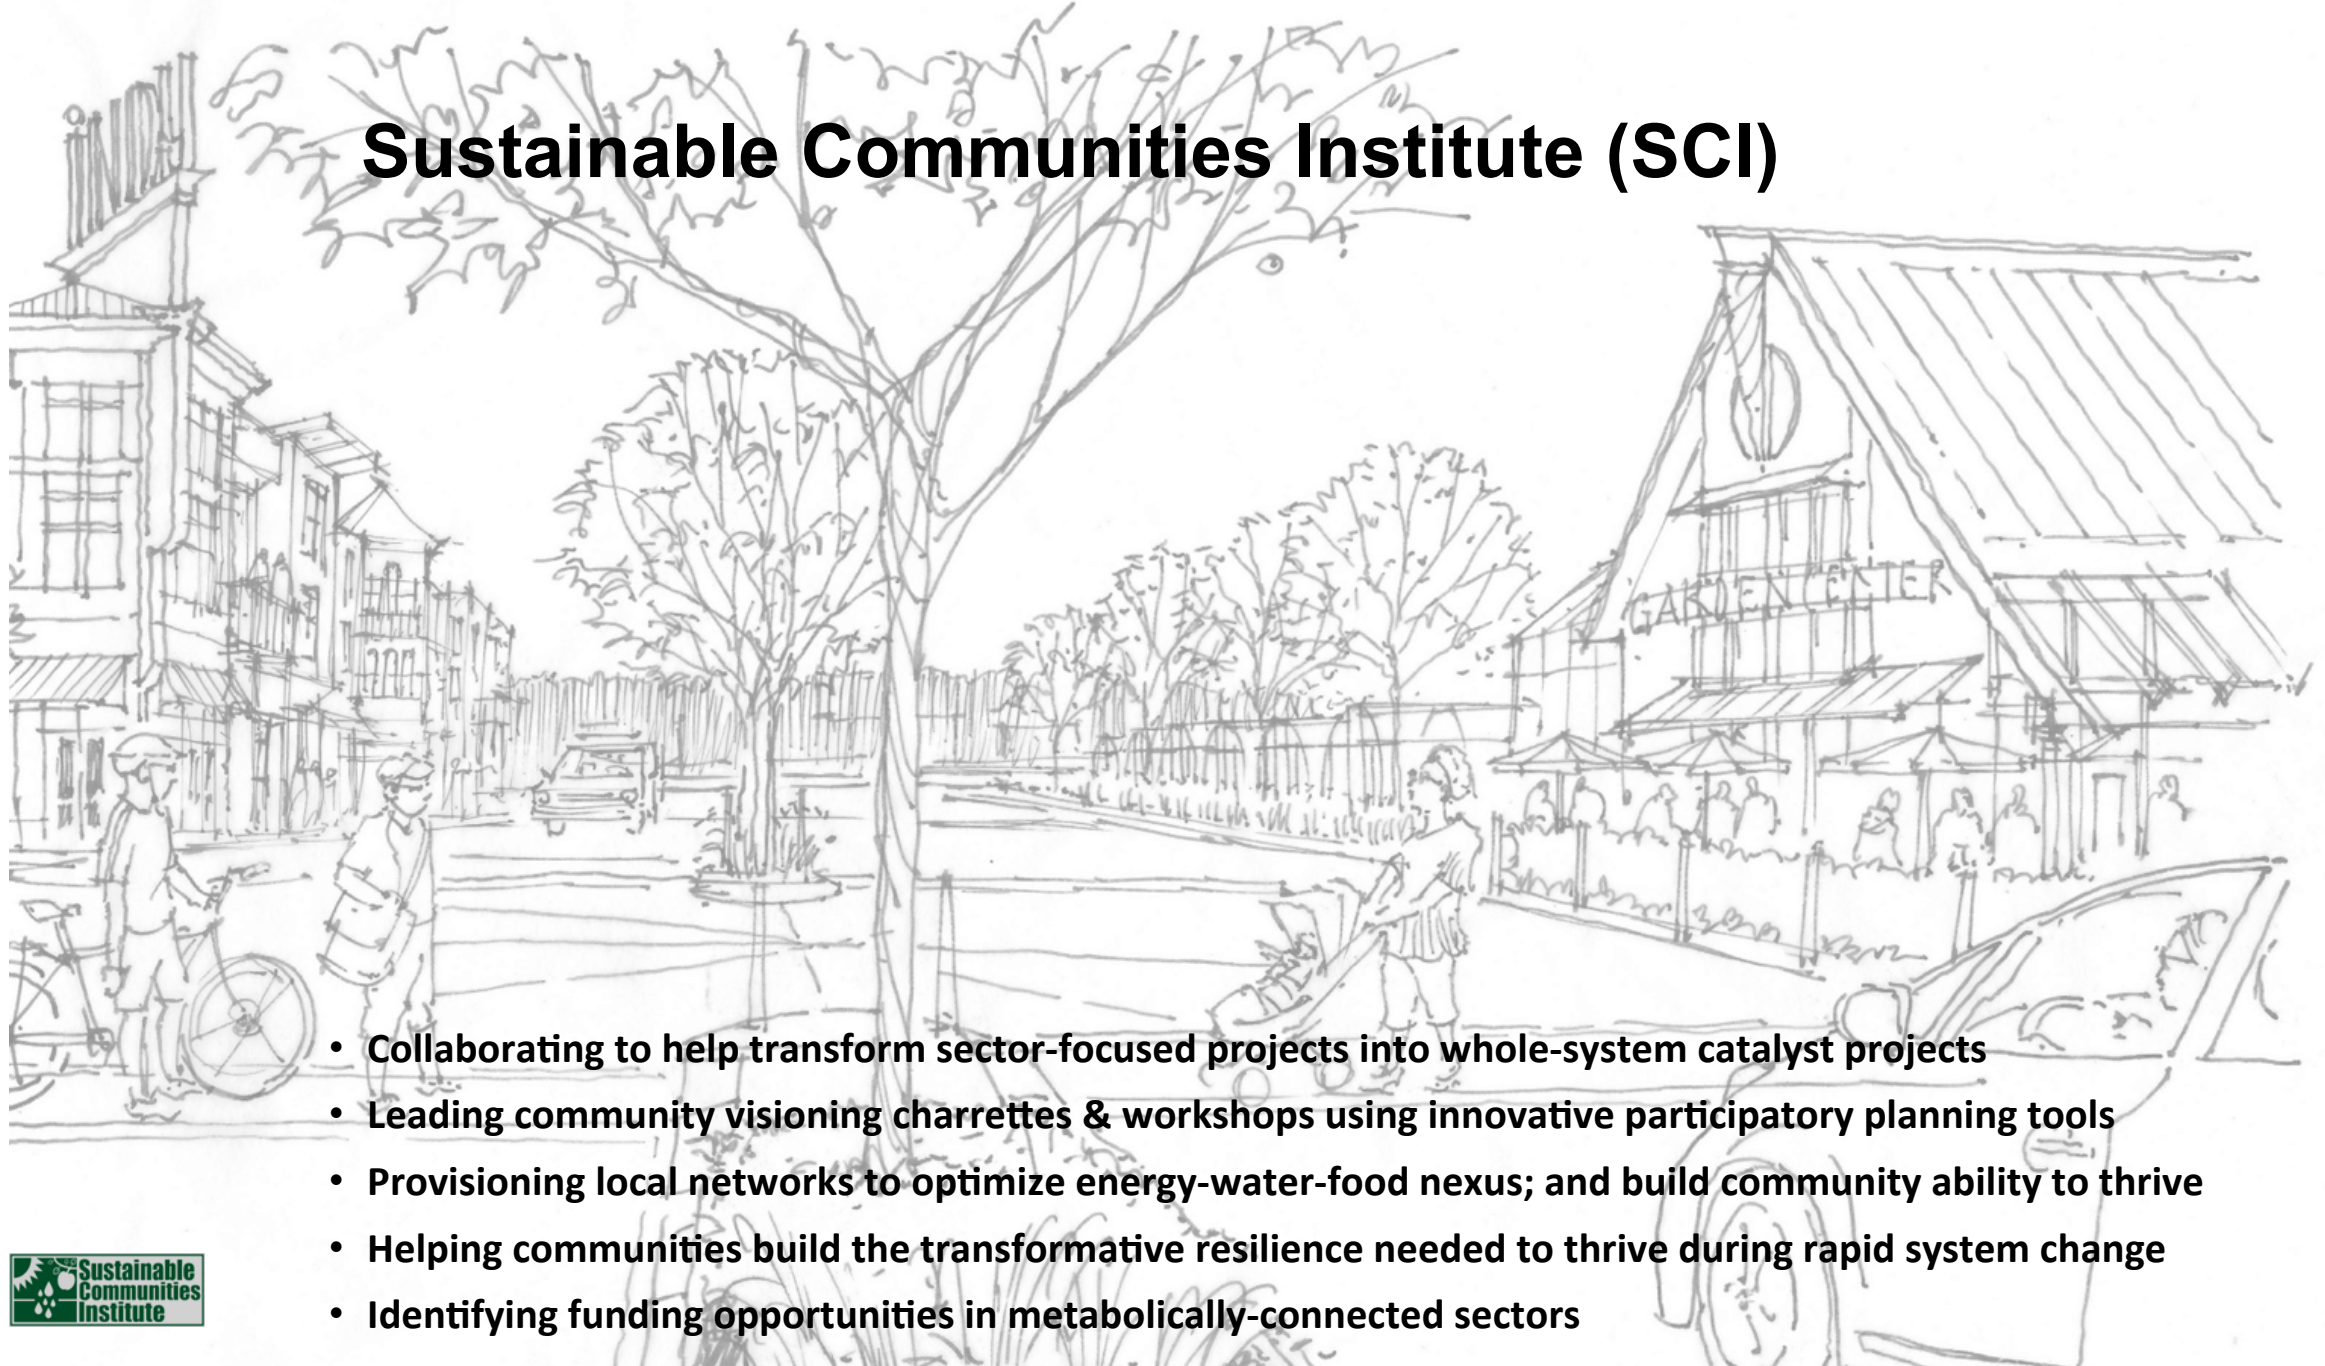 Sustainable Communities Institute (SCI)
GARDEN CENTER
• Collaborating to help transform sector-focused projects into whole-system catalyst projects
• Leading community visioning charrettes & workshops using innovative participatory planning tools
• Provisioning local networks to optimize energy-water-food nexus; and build community ability to thrive
• Helping communities build the transformative resilience needed to thrive during rapid system change
• Identifying funding opportunities in metabolically-connected sectors
Sustainable
Communities
Institute